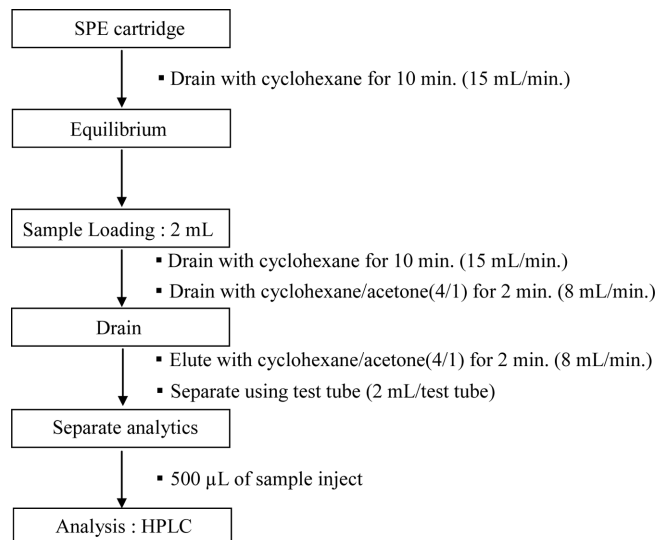 SPE cartridge
▪ Drain with cyclohexane for 10 min. (15 mL/min.)
Equilibrium
Sample Loading : 2 mL
▪ Drain with cyclohexane for 10 min. (15 mL/min.)
▪ Drain with cyclohexane/acetone(4/1) for 2 min. (8 mL/min.)
Drain
▪ Elute with cyclohexane/acetone(4/1) for 2 min. (8 mL/min.)
▪ Separate using test tube (2 mL/test tube)
Separate analytics
▪ 500 µL of sample inject
Analysis : HPLC